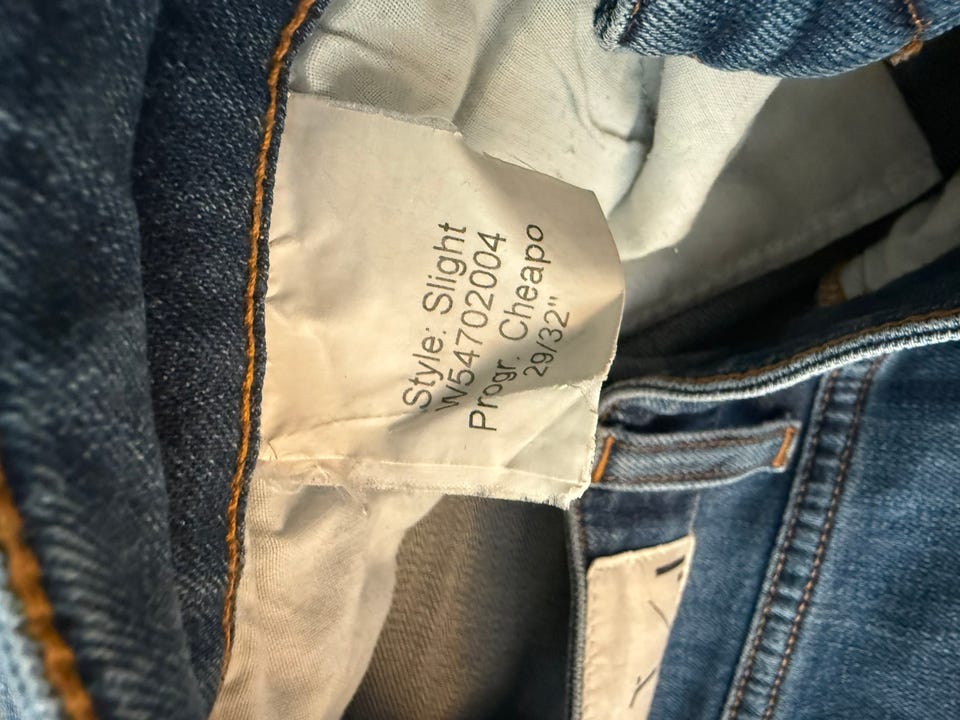 Style: Slight
W54702004
Progr. Cheapo
29/32"